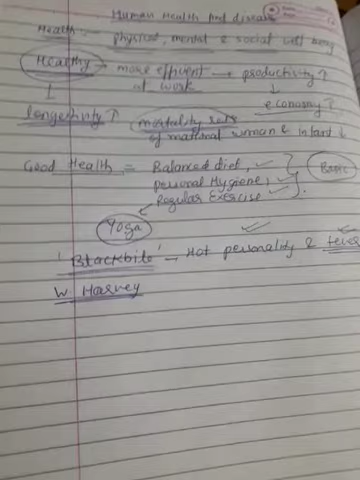 Human Health And disease
Health - physical, mental & social well being
Healthy → more efficient → productivity ↑
↓ at work ↓
economy ↑
longetivity ↑ mortality rate
of maternal woman & infant ↓
Good Health = Balanced diet, ✓
personal Hygiene, ✓ Basic
Regular Exercise ✓
Yoga
'Blackbile' - Hot personality & fever
W Harvey